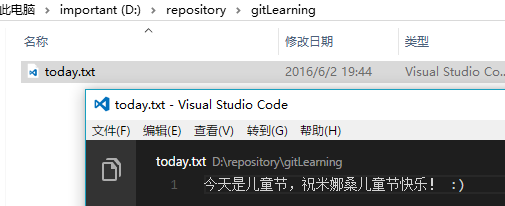 此电脑 › important (D:) › repository › gitLearning
名称 修改日期 类型
today.txt 2016/6/2 19:44 Visual Studio Co...
today.txt - Visual Studio Code
文件(F) 编辑(E) 查看(V) 转到(G) 帮助(H)
today.txt D:\repository\gitLearning
1 今天是儿童节，祝米娜桑儿童节快乐！ :)